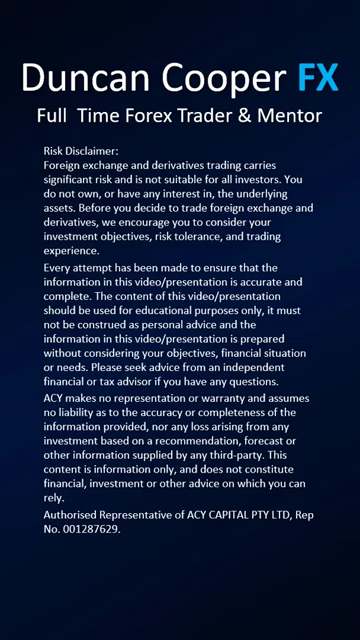 Duncan Cooper FX
Full Time Forex Trader & Mentor
Risk Disclaimer:
Foreign exchange and derivatives trading carries
significant risk and is not suitable for all investors. You
do not own, or have any interest in, the underlying
assets. Before you decide to trade foreign exchange and
derivatives, we encourage you to consider your
investment objectives, risk tolerance, and trading
experience.
Every attempt has been made to ensure that the
information in this video/presentation is accurate and
complete. The content of this video/presentation
should be used for educational purposes only, it must
not be construed as personal advice and the
information in this video/presentation is prepared
without considering your objectives, financial situation
or needs. Please seek advice from an independent
financial or tax advisor if you have any questions.
ACY makes no representation or warranty and assumes
no liability as to the accuracy or completeness of the
information provided, nor any loss arising from any
investment based on a recommendation, forecast or
other information supplied by any third-party. This
content is information only, and does not constitute
financial, investment or other advice on which you can
rely.
Authorised Representative of ACY CAPITAL PTY LTD, Rep
No. 001287629.